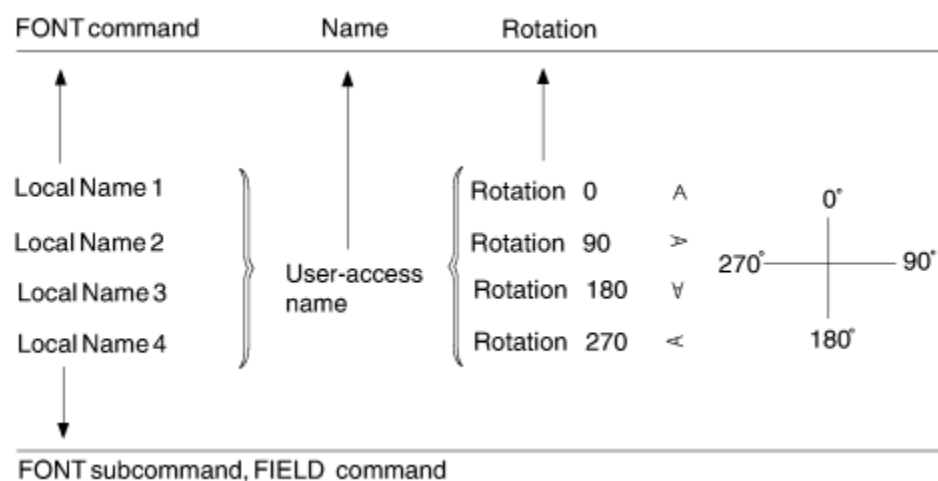 FONT command Name Rotation
Local Name 1
Local Name 2
Local Name 3
Local Name 4
User-access
name
Rotation 0 A
Rotation 90 A
Rotation 180 A
Rotation 270 A
0°
270° 90°
180°
FONT subcommand, FIELD command